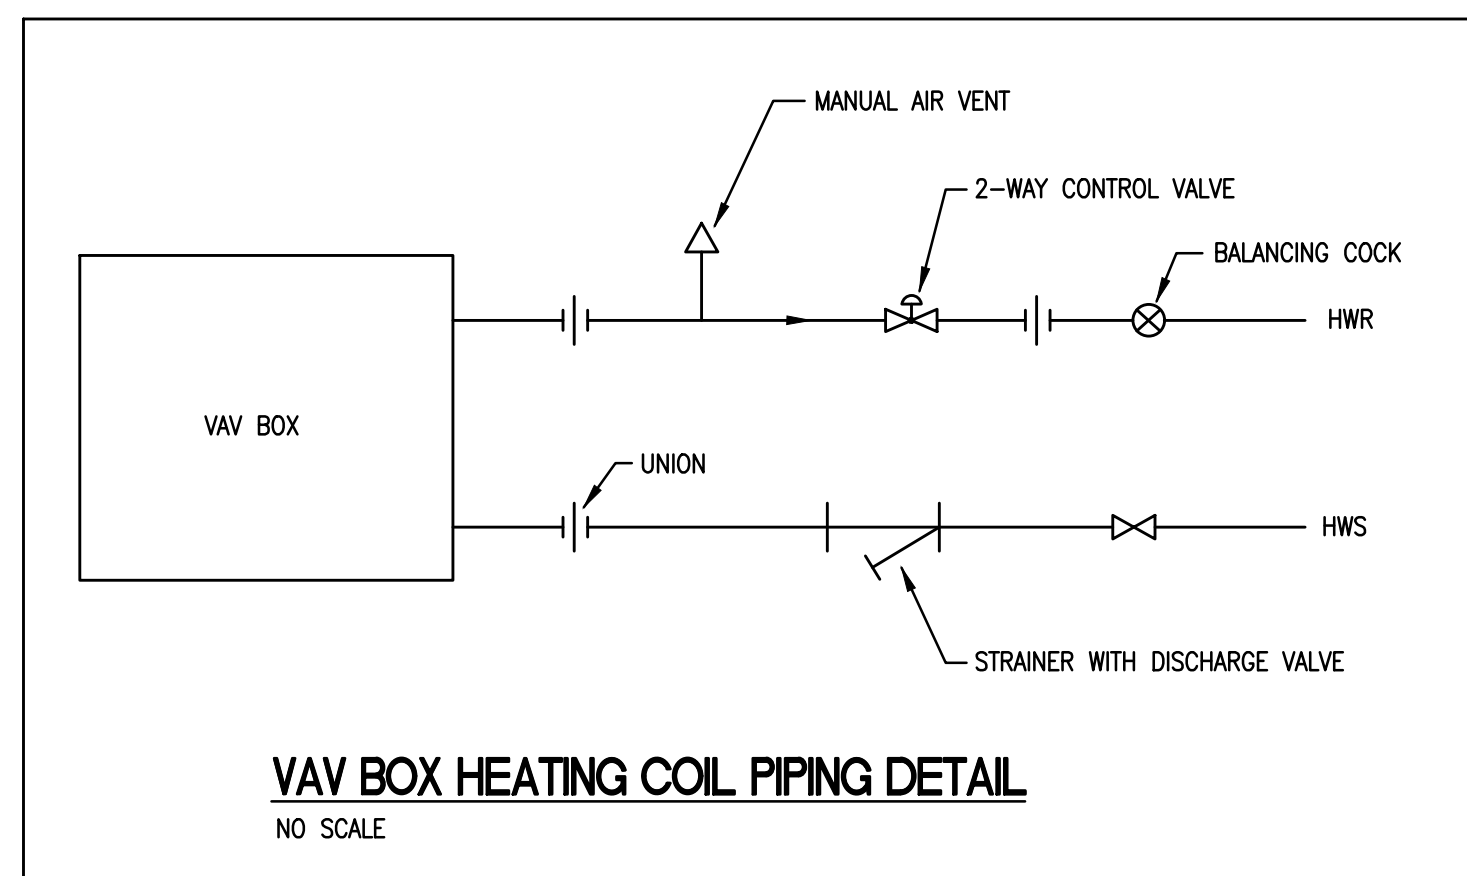 MANUAL AIR VENT
2-WAY CONTROL VALVE
BALANCING COCK
HWR
VAV BOX
UNION
HWS
STRAINER WITH DISCHARGE VALVE
VAV BOX HEATING COIL PIPING DETAIL
NO SCALE